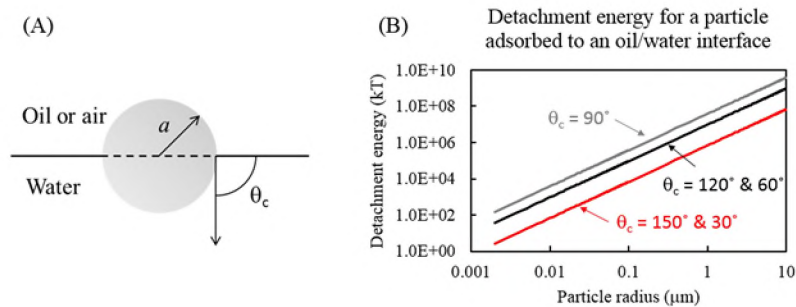 (A)
Oil or air
a
Water
θc
(B)
Detachment energy for a particle
adsorbed to an oil/water interface
Detachment energy (kT)
1.0E+10
1.0E+08
1.0E+06
1.0E+04
1.0E+02
1.0E+00
θc = 90˚
θc = 120˚ & 60˚
θc = 150˚ & 30˚
0.001
0.01
0.1
1
10
Particle radius (μm)